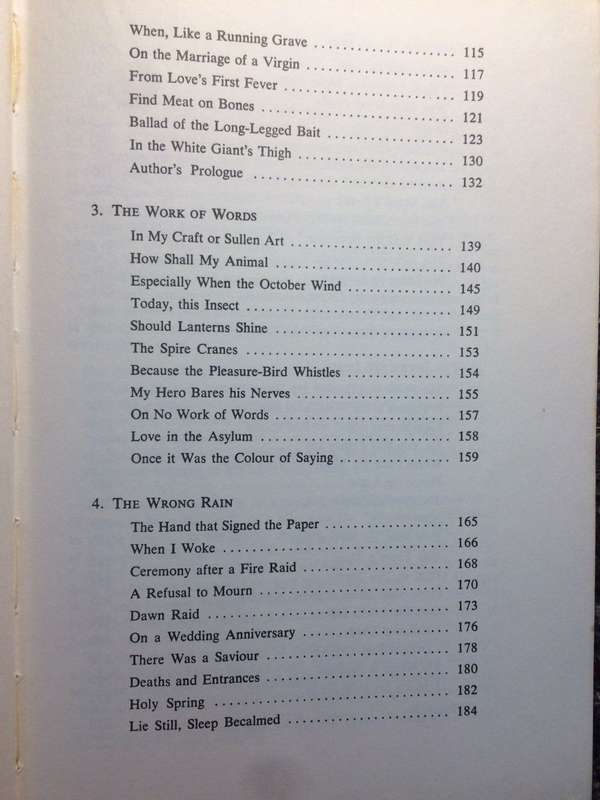 When, Like a Running Grave .................... 115
On the Marriage of a Virgin .................... 117
From Love's First Fever .................... 119
Find Meat on Bones .................... 121
Ballad of the Long-Legged Bait .................... 123
In the White Giant's Thigh .................... 130
Author's Prologue .................... 132
3. THE WORK OF WORDS
In My Craft or Sullen Art .................... 139
How Shall My Animal .................... 140
Especially When the October Wind .................... 145
Today, this Insect .................... 149
Should Lanterns Shine .................... 151
The Spire Cranes .................... 153
Because the Pleasure-Bird Whistles .................... 154
My Hero Bares his Nerves .................... 155
On No Work of Words .................... 157
Love in the Asylum .................... 158
Once it Was the Colour of Saying .................... 159
4. THE WRONG RAIN
The Hand that Signed the Paper .................... 165
When I Woke .................... 166
Ceremony after a Fire Raid .................... 168
A Refusal to Mourn .................... 170
Dawn Raid .................... 173
On a Wedding Anniversary .................... 176
There Was a Saviour .................... 178
Deaths and Entrances .................... 180
Holy Spring .................... 182
Lie Still, Sleep Becalmed .................... 184